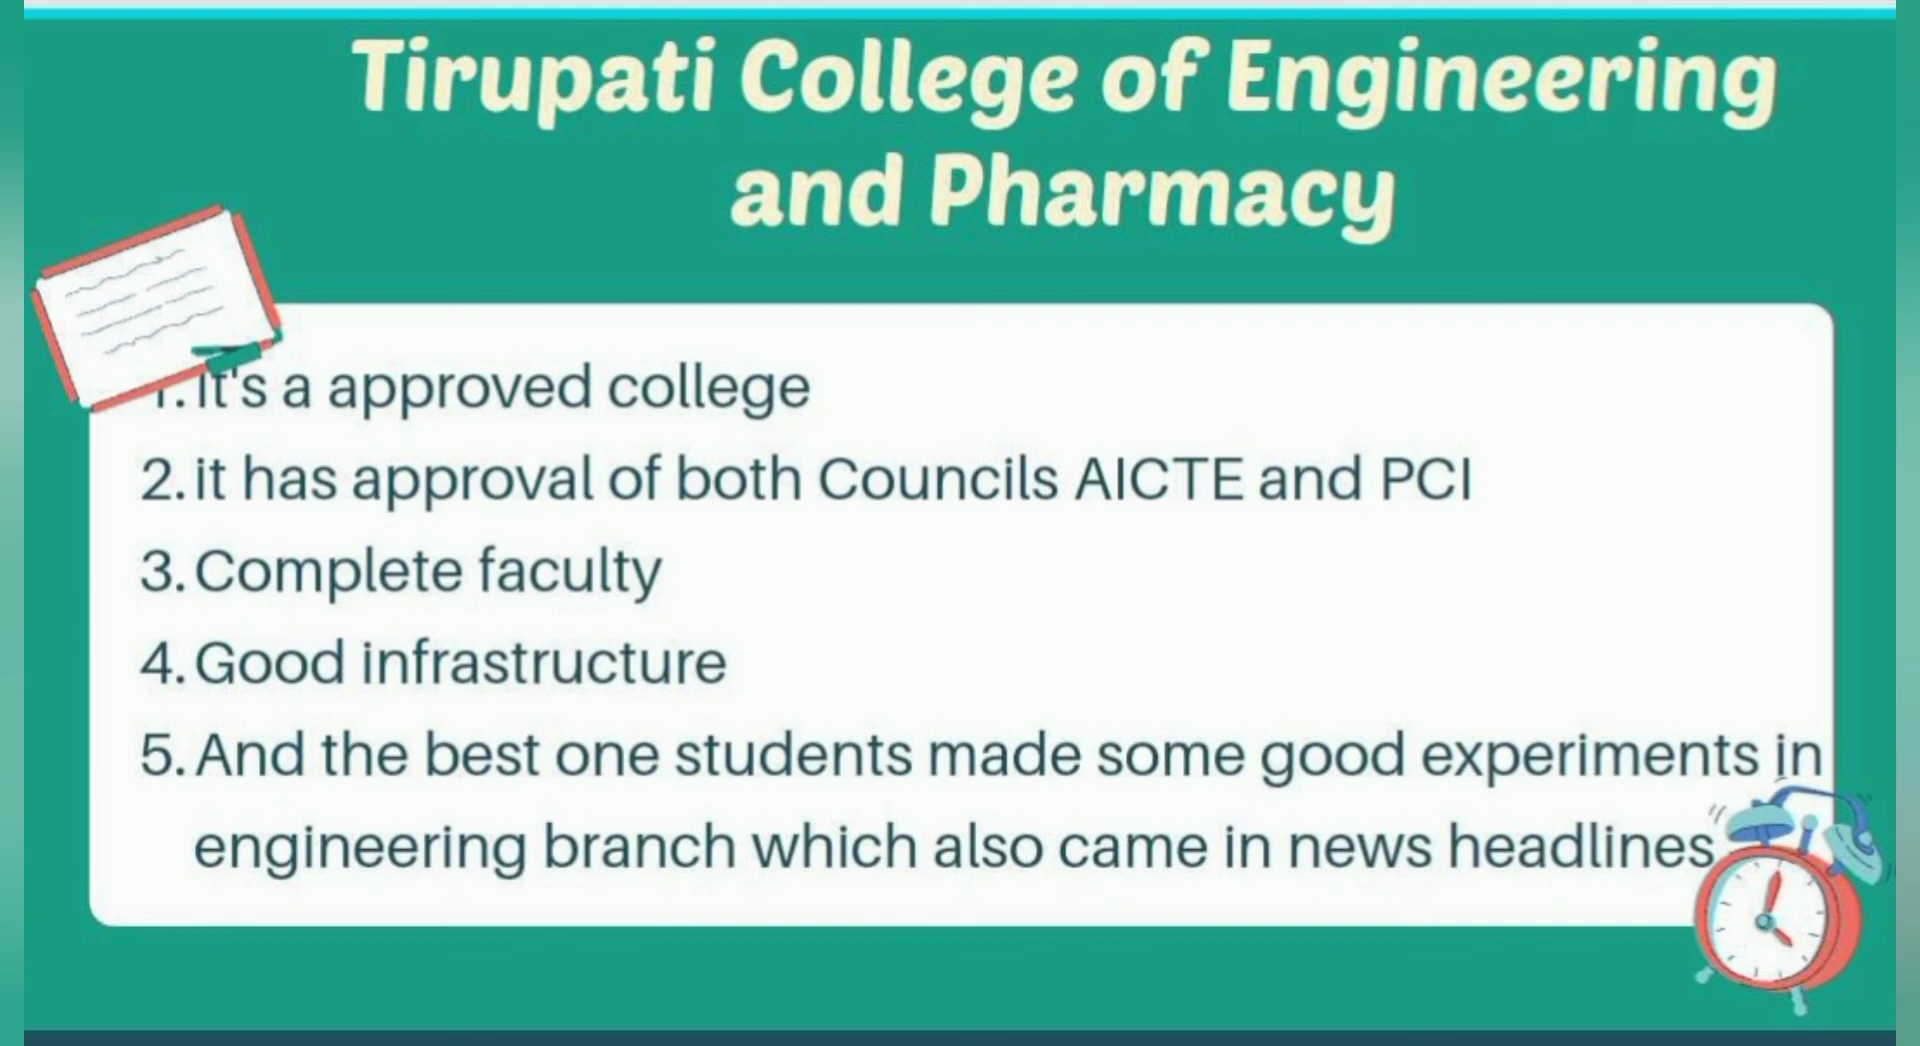 Tirupati College of Engineering
and Pharmacy
1. It's a approved college
2. it has approval of both Councils AICTE and PCI
3. Complete faculty
4. Good infrastructure
5. And the best one students made some good experiments in
engineering branch which also came in news headlines